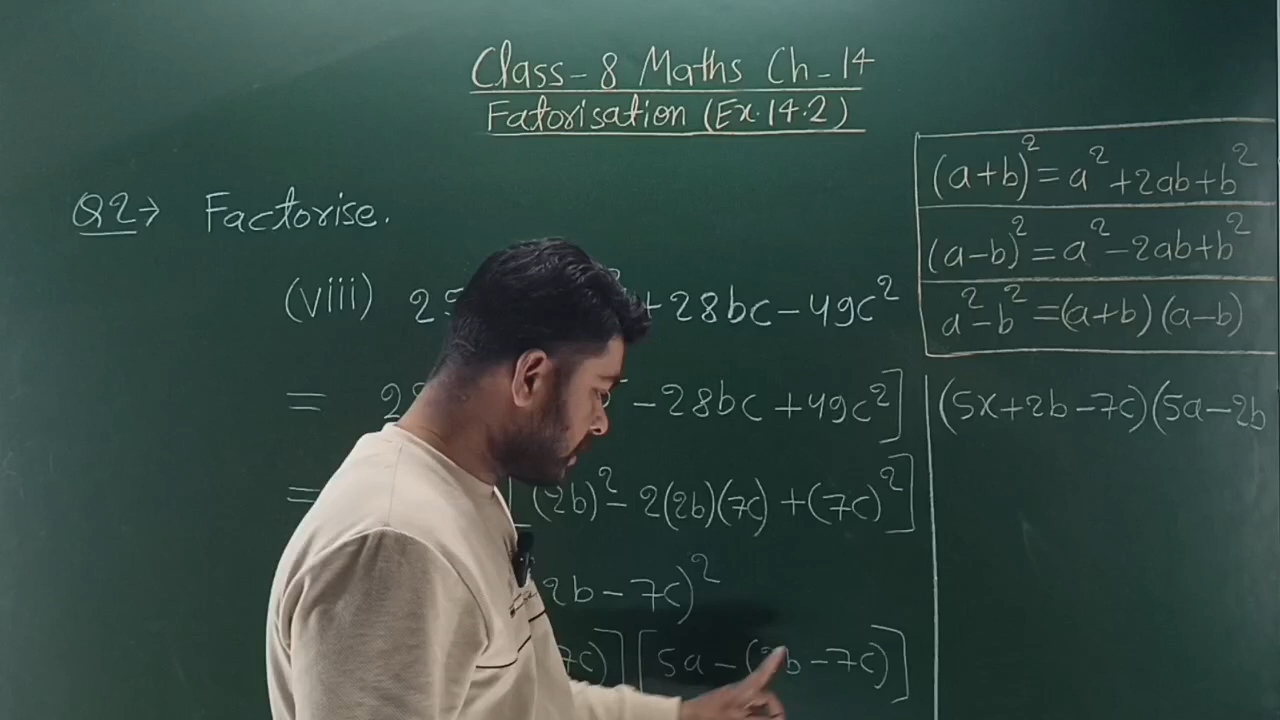 Class-8 Maths Ch-14
Fatorisation (Ex.14.2)
(a+b)²=a²+2ab+b²
(a-b)²=a²-2ab+b²
a²-b²=(a+b)(a-b)
Q2→ Factorise.
(viii) 25 +28bc-49c²
= 25 -28bc+49c²]
= [(2b)²-2(2b)(7c)+(7c)²]
2b-7c)²
7c)][5a-(2b-7c)]
(5x+2b-7c)(5a-2b